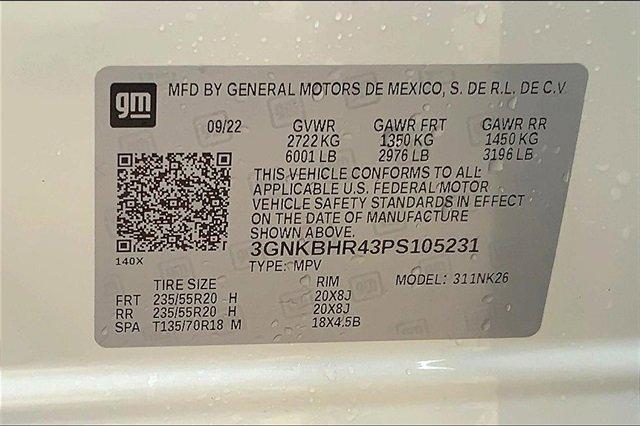 gm MFD BY GENERAL MOTORS DE MEXICO, S. DE R.L. DE C.V.
09/22 GVWR GAWR FRT GAWR RR
2722 KG 1350 KG 1450 KG
6001 LB 2976 LB 3196 LB
THIS VEHICLE CONFORMS TO ALL
APPLICABLE U.S. FEDERAL MOTOR
VEHICLE SAFETY STANDARDS IN EFFECT
ON THE DATE OF MANUFACTURE
SHOWN ABOVE.
3GNKBHR43PS105231
140X
TYPE: MPV
MODEL: 311NK26
TIRE SIZE RIM
FRT 235/55R20 H 20X8J
RR 235/55R20 H 20X8J
SPA T135/70R18 M 18X4.5B